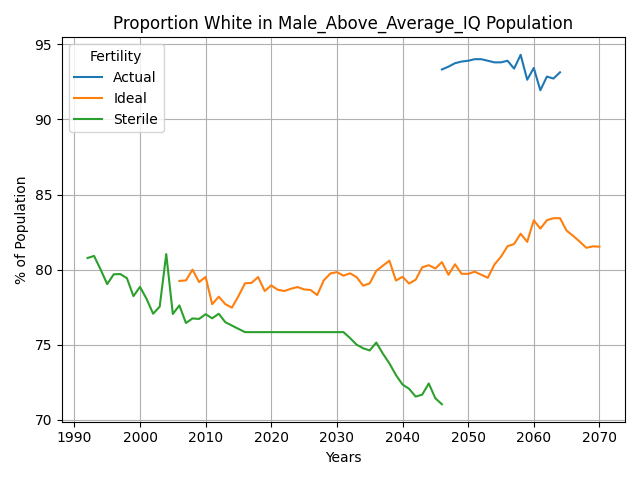 Proportion White in Male_Above_Average_IQ Population
Fertility
Actual
Ideal
Sterile
% of Population
95
90
85
80
75
70
1990
2000
2010
2020
2030
2040
2050
2060
2070
Years